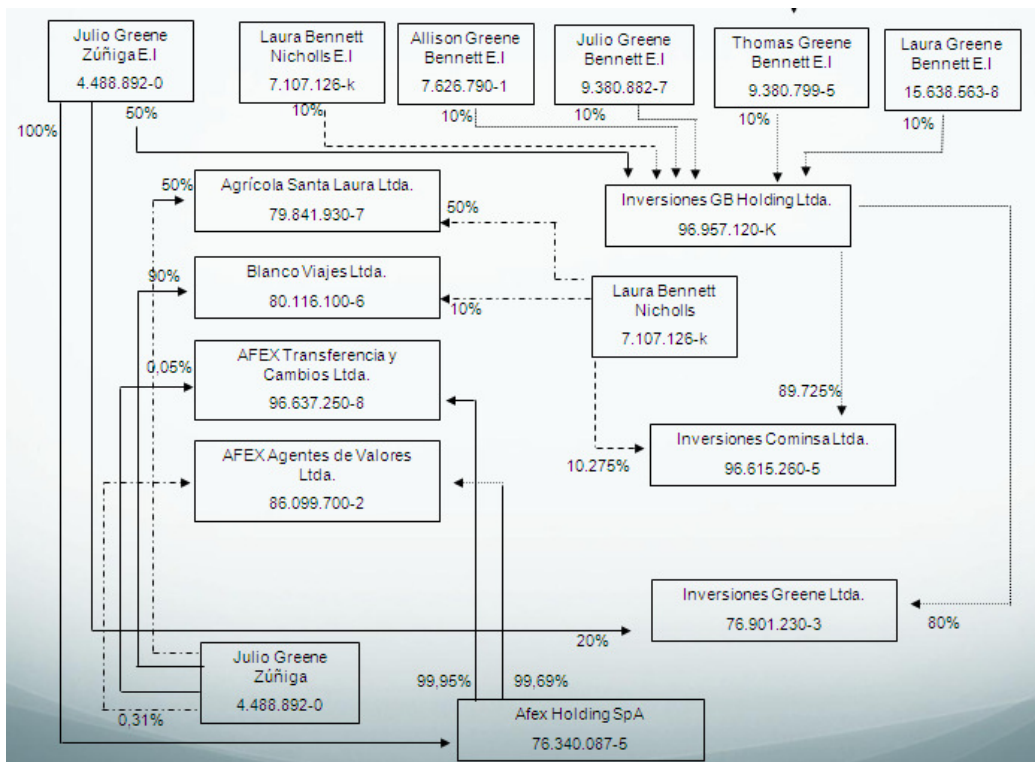 Julio Greene
Zúñiga E.I
4.488.892-0
Laura Bennett
Nicholls E.I
7.107.126-k
Allison Greene
Bennett E.I
7.626.790-1
Julio Greene
Bennett E.I
9.380.882-7
Thomas Greene
Bennett E.I
9.380.799-5
Laura Greene
Bennett E.I
15.638.563-8
100%
50%
10%
10%
10%
10%
10%
50%
Agrícola Santa Laura Ltda.
79.841.930-7
50%
Inversiones GB Holding Ltda.
96.957.120-K
90%
Blanco Viajes Ltda.
80.116.100-6
10%
Laura Bennett
Nicholls
7.107.126-k
0,05%
AFEX Transferencia y
Cambios Ltda.
96.637.250-8
89.725%
AFEX Agentes de Valores
Ltda.
86.099.700-2
10.275%
Inversiones Cominsa Ltda.
96.615.260-5
Inversiones Greene Ltda.
76.901.230-3
20%
80%
Julio Greene
Zúñiga
4.488.892-0
0,31%
99,95%
99,69%
Afex Holding SpA
76.340.087-5